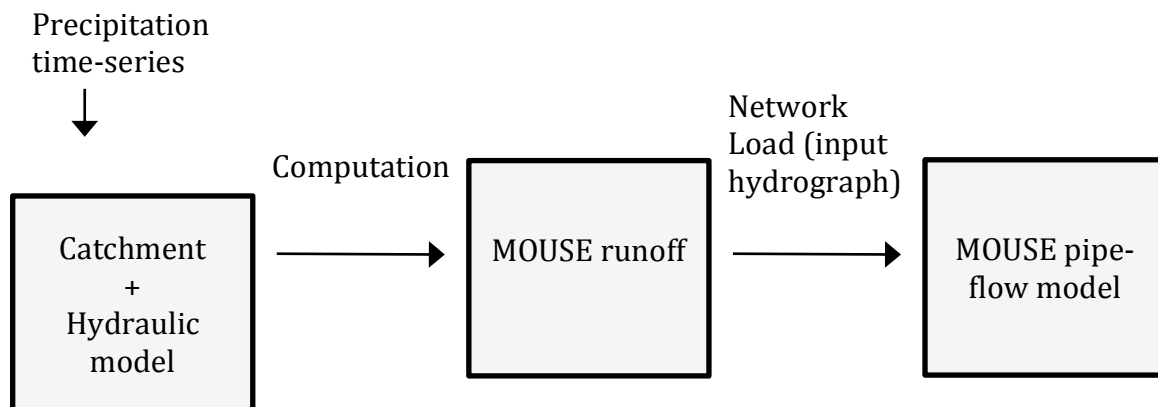 Precipitation
time-series
Computation
Network
Load (input
hydrograph)
Catchment
+
Hydraulic
model
MOUSE runoff
MOUSE pipe-
flow model